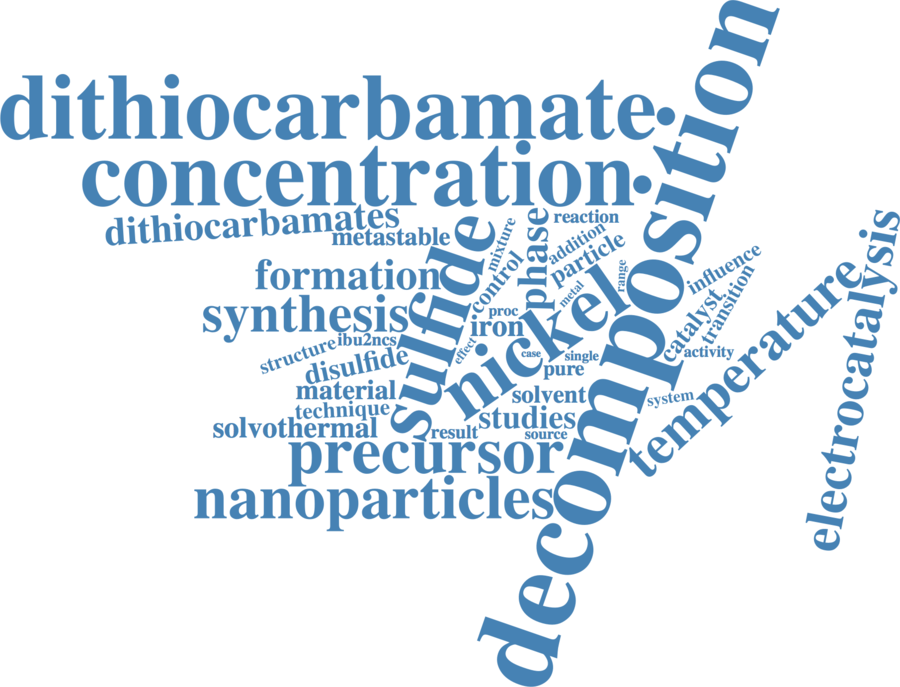 decomposition
dithiocarbamate
concentration
dithiocarbamates
metastable
reaction
mixture
phase
addition
particle
sulfide
control
formation
range
metal
influence
electrocatalysis
synthesis
proc
iron
nickel
catalyst
transition
temperature
structure
ibu2ncs
effect
case
single
activity
disulfide
pure
material
solvent
system
technique
studies
solvothermal
result
source
precursor
nanoparticles